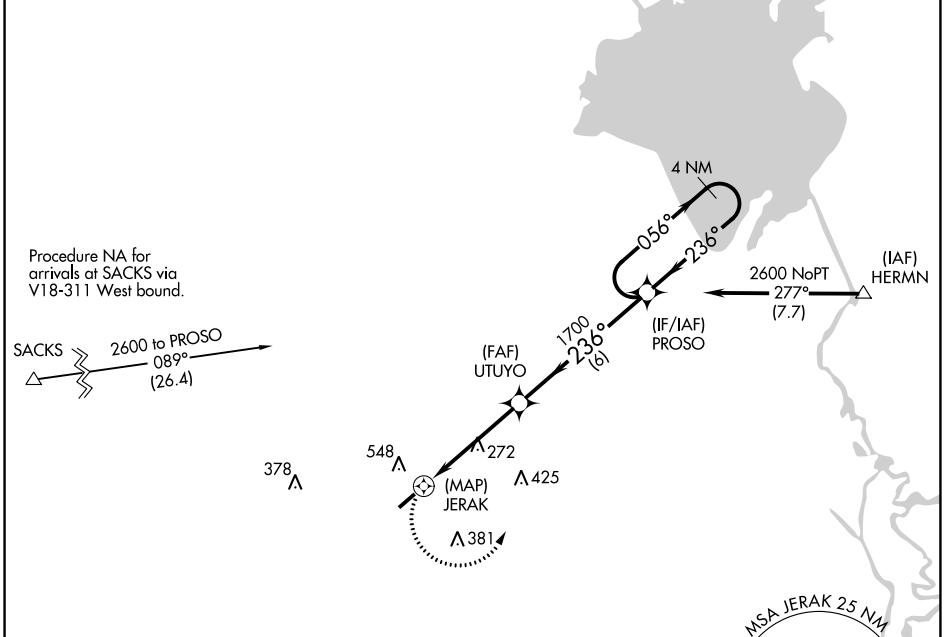 4 NM
056°
236°
Procedure NA for
arrivals at SACKS via
V18-311 West bound.
(IAF)
HERMN
2600 NoPT
277°
(7.7)
(IF/IAF)
PROSO
1700
236°
(6)
SACKS
2600 to PROSO
089°
(26.4)
(FAF)
UTUYO
272
548
378
425
(MAP)
JERAK
381
MSA JERAK 25 NM